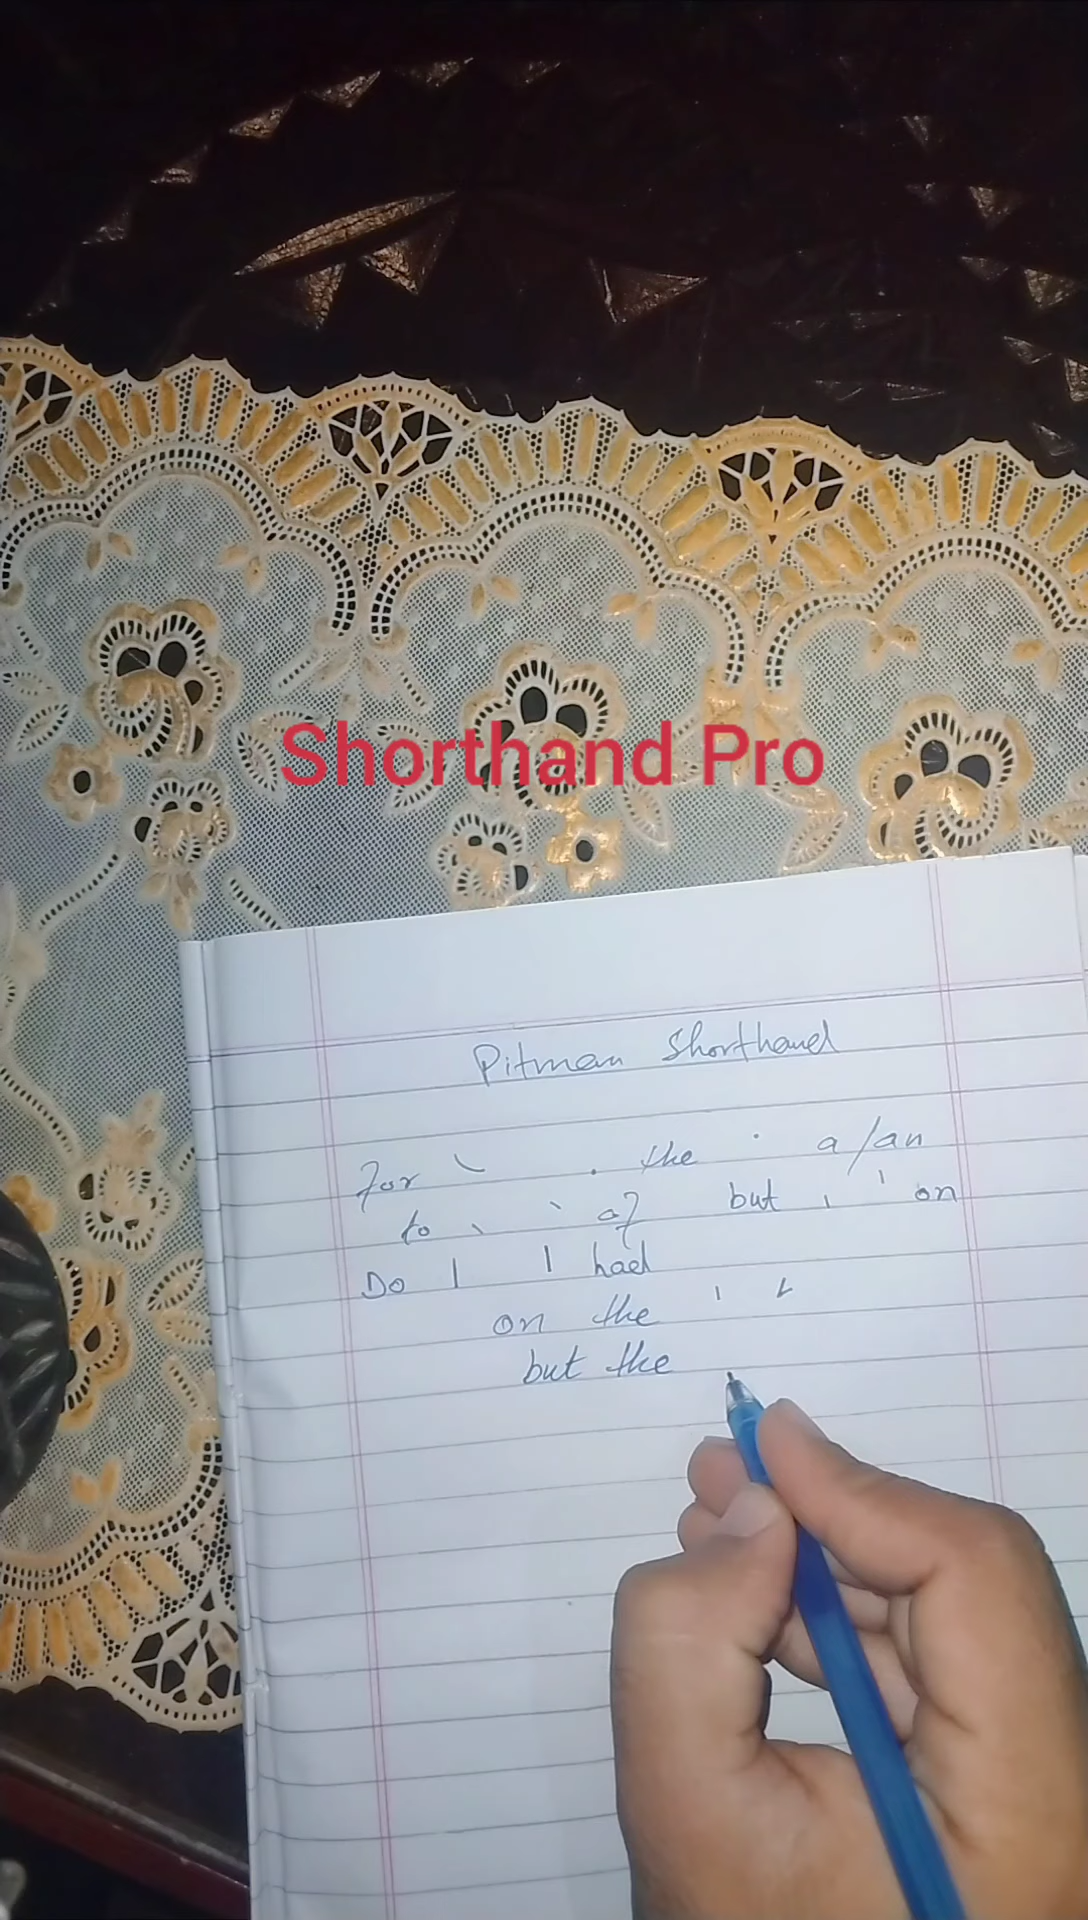 Shorthand Pro
Pitman Shorthand
for the a/an
to of but on
Do had
on the
but the